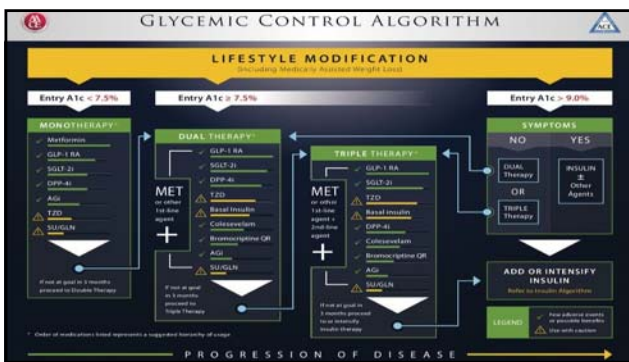 GLYCEMIC CONTROL ALGORITHM
LIFESTYLE MODIFICATION
(Including Medically Assisted Weight Loss)
Entry A1c < 7.5%
Entry A1c ≥ 7.5%
Entry A1c > 9.0%
MONOTHERAPY*
✓ Metformin
✓ GLP-1 RA
✓ SGLT-2i
✓ DPP-4i
✓ AGi
TZD
SU/GLN
If not at goal in 3 months
proceed to Double Therapy
DUAL THERAPY*
✓ GLP-1 RA
✓ SGLT-2i
✓ DPP-4i
TZD
Basal Insulin
✓ Colesevelam
✓ Bromocriptine QR
✓ AGi
SU/GLN
MET
or other
1st-line
agent
+
If not at goal
in 3 months
proceed to
Triple Therapy
TRIPLE THERAPY*
✓ GLP-1 RA
✓ SGLT-2i
TZD
Basal Insulin
✓ DPP-4i
✓ Colesevelam
✓ Bromocriptine QR
✓ AGi
SU/GLN
MET
or other
1st-line
agent +
2nd-line
agent
+
If not at goal in
3 months proceed
to or intensify
insulin therapy
SYMPTOMS
NO
YES
DUAL
Therapy
OR
TRIPLE
Therapy
INSULIN
±
Other
Agents
ADD OR INTENSIFY
INSULIN
Refer to Insulin Algorithm
LEGEND
✓ Few adverse events
or possible benefits
Use with caution
* Order of medications listed represents a suggested hierarchy of usage
PROGRESSION OF DISEASE